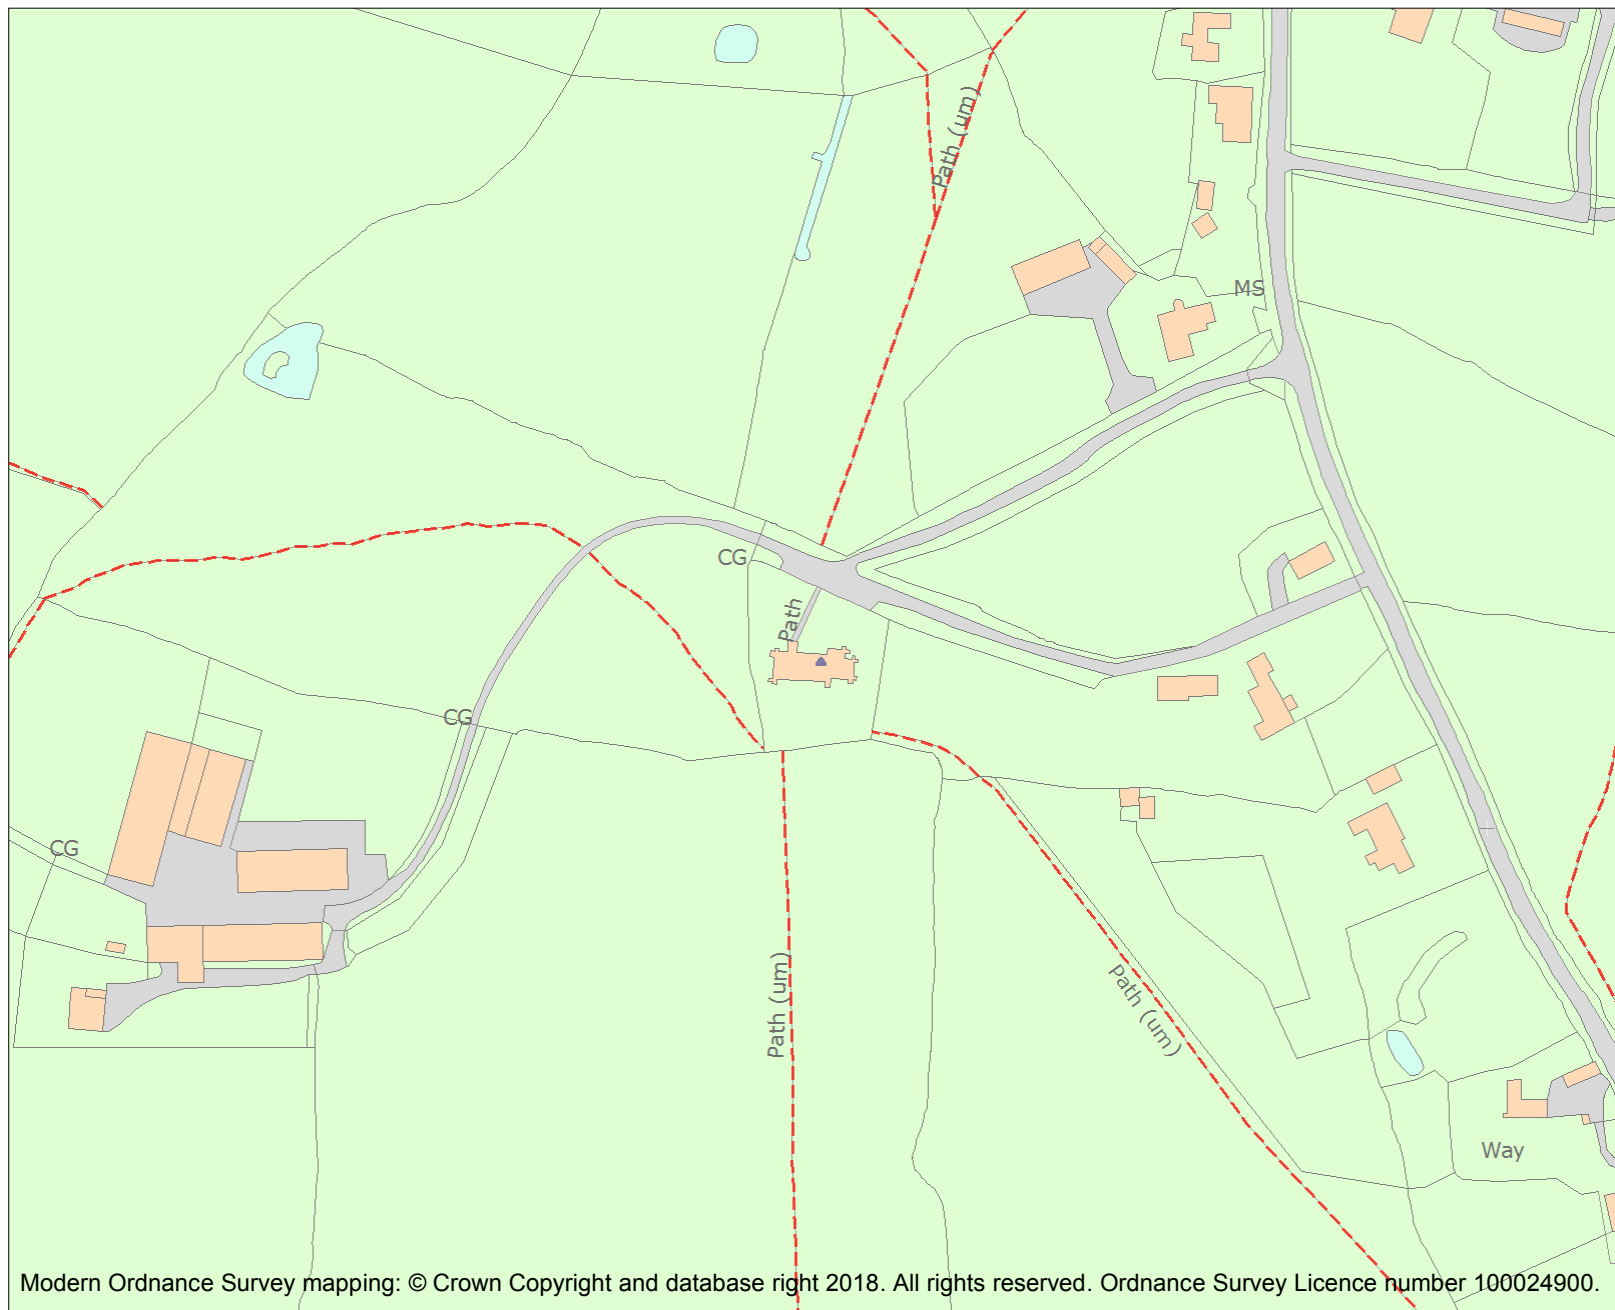 Path (um)
MS
CG
Path
CG
CG
Path (um)
Path (um)
Way
Modern Ordnance Survey mapping: © Crown Copyright and database right 2018. All rights reserved. Ordnance Survey Licence number 100024900.